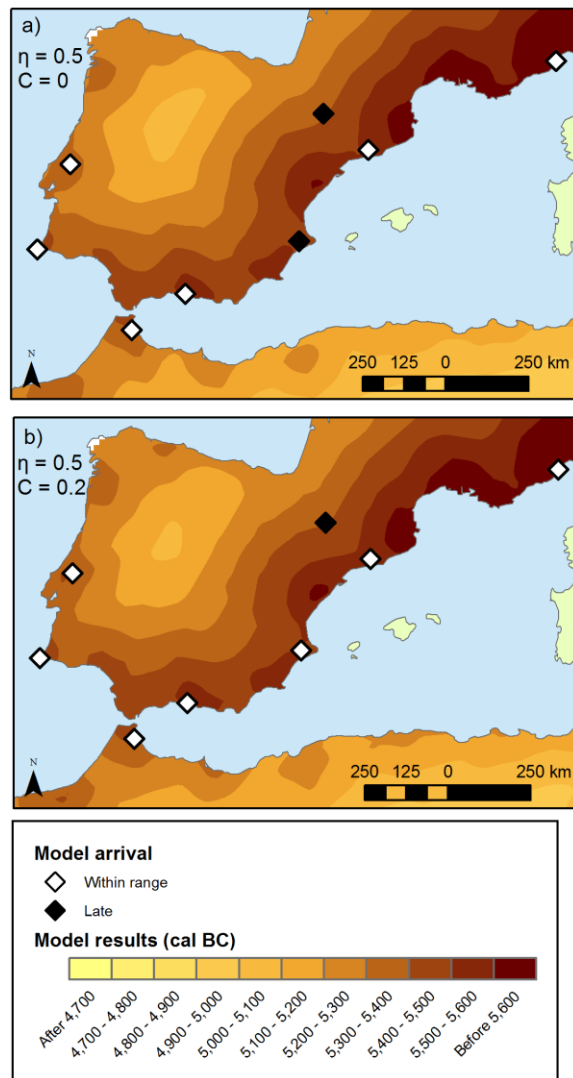 a)
η = 0.5
C = 0
N
250 125 0 250 km
b)
η = 0.5
C = 0.2
N
250 125 0 250 km
Model arrival
Within range
Late
Model results (cal BC)
After 4,700
4,700 - 4,800
4,800 - 4,900
4,900 - 5,000
5,000 - 5,100
5,100 - 5,200
5,200 - 5,300
5,300 - 5,400
5,400 - 5,500
5,500 - 5,600
Before 5,600